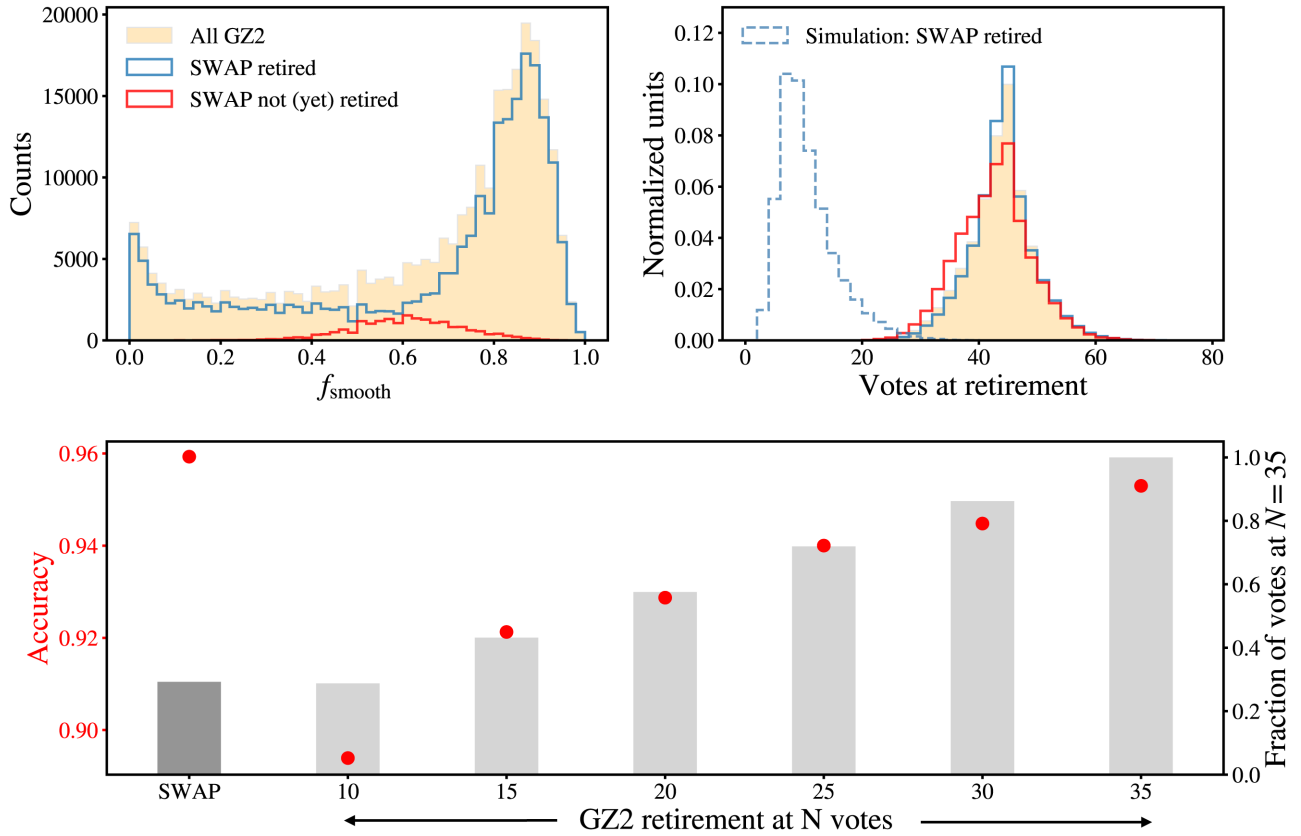 20000
15000
10000
5000
0
Counts
All GZ2
SWAP retired
SWAP not (yet) retired
0.0 0.2 0.4 0.6 0.8 1.0
f_smooth
0.12
0.10
0.08
0.06
0.04
0.02
0.00
Normalized units
Simulation: SWAP retired
0 20 40 60 80
Votes at retirement
0.96
0.94
0.92
0.90
Accuracy
1.0
0.8
0.6
0.4
0.2
0.0
Fraction of votes at N = 35
SWAP 10 15 20 25 30 35
GZ2 retirement at N votes